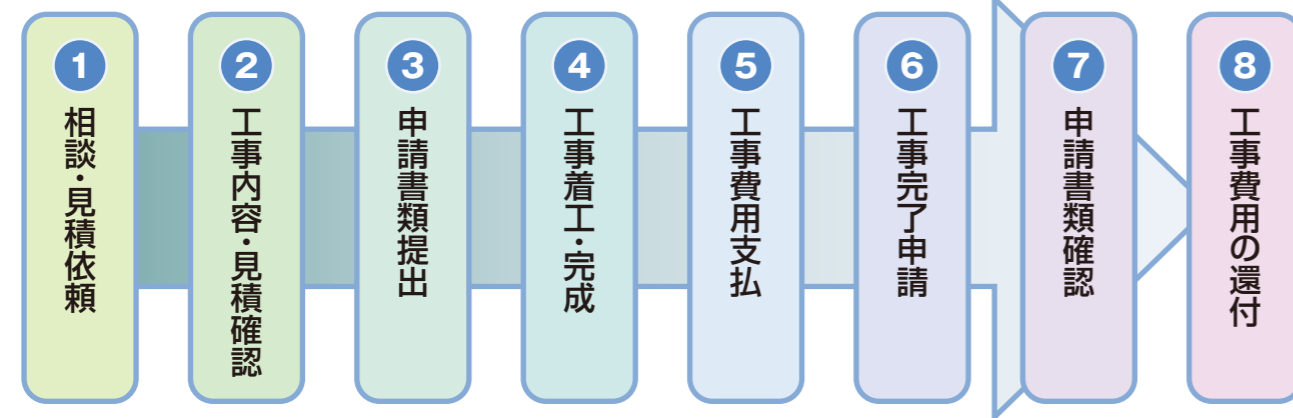 1
相談・見積依頼
2
工事内容・見積確認
3
申請書類提出
4
工事着工・完成
5
工事費用支払
6
工事完了申請
7
申請書類確認
8
工事費用の還付